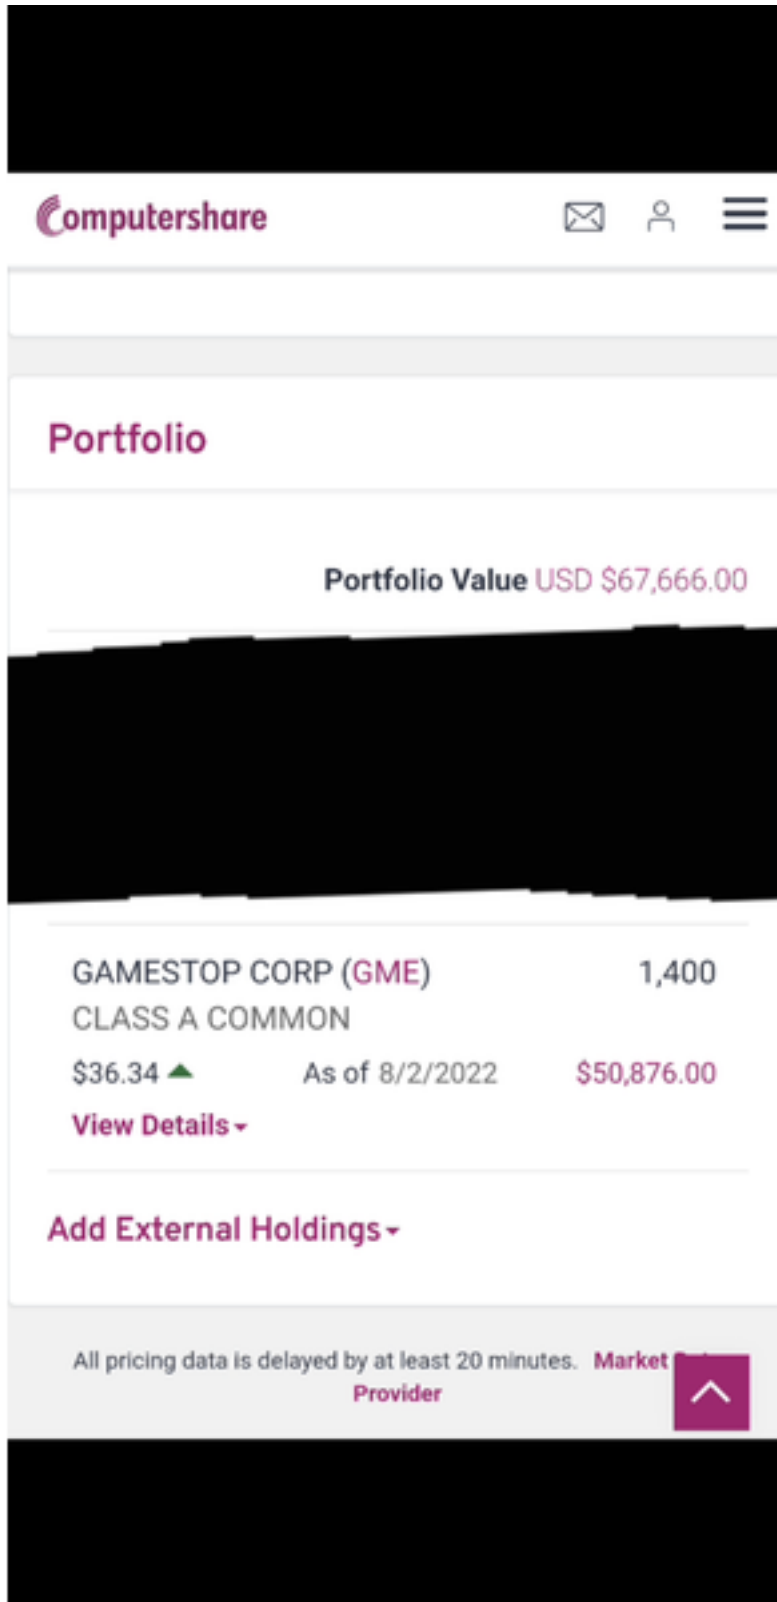 Computershare
Portfolio
Portfolio Value USD $67,666.00
GAMESTOP CORP (GME) 1,400
CLASS A COMMON
$36.34 As of 8/2/2022 $50,876.00
View Details
Add External Holdings
All pricing data is delayed by at least 20 minutes. Market
Provider